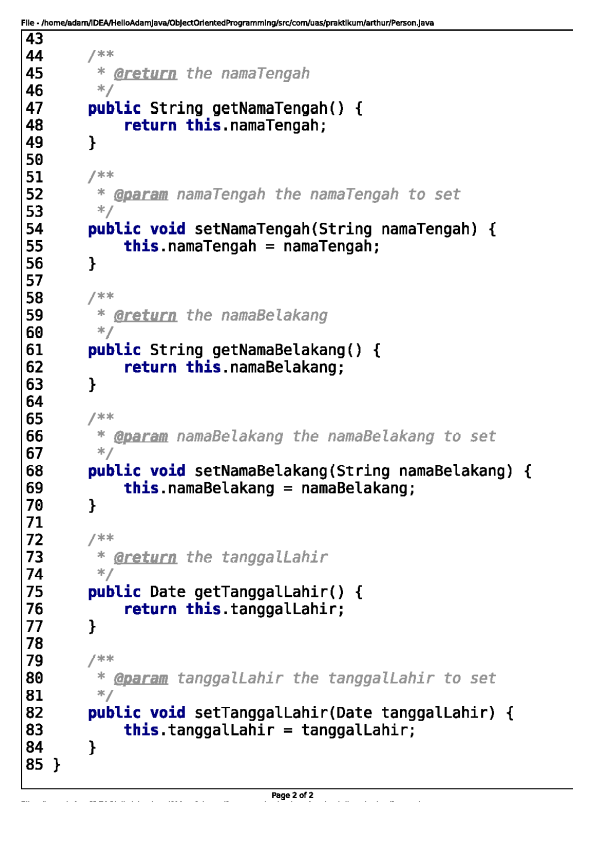 File - /home/adam/IDEA/HelloAdamJava/ObjectOrientedProgramming/src/com/uas/praktikum/arthur/Person.java
43
44     /**
45      * @return the namaTengah
46      */
47     public String getNamaTengah() {
48         return this.namaTengah;
49     }
50
51     /**
52      * @param namaTengah the namaTengah to set
53      */
54     public void setNamaTengah(String namaTengah) {
55         this.namaTengah = namaTengah;
56     }
57
58     /**
59      * @return the namaBelakang
60      */
61     public String getNamaBelakang() {
62         return this.namaBelakang;
63     }
64
65     /**
66      * @param namaBelakang the namaBelakang to set
67      */
68     public void setNamaBelakang(String namaBelakang) {
69         this.namaBelakang = namaBelakang;
70     }
71
72     /**
73      * @return the tanggalLahir
74      */
75     public Date getTanggalLahir() {
76         return this.tanggalLahir;
77     }
78
79     /**
80      * @param tanggalLahir the tanggalLahir to set
81      */
82     public void setTanggalLahir(Date tanggalLahir) {
83         this.tanggalLahir = tanggalLahir;
84     }
85 }
Page 2 of 2